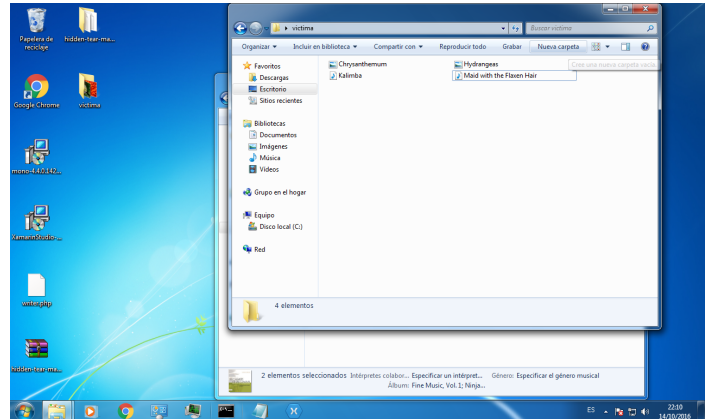 Papelera de
reciclaje
hidden-tear-ma...
Google Chrome
victima
mono-4.4.0.142...
XamarinStudio-...
writer.php
hidden-tear-ma...
victima
Buscar victima
Organizar
Incluir en biblioteca
Compartir con
Reproducir todo
Grabar
Nueva carpeta
Cree una nueva carpeta vacía.
Favoritos
Descargas
Escritorio
Sitios recientes
Bibliotecas
Documentos
Imágenes
Música
Vídeos
Grupo en el hogar
Equipo
Disco local (C:)
Red
Chrysanthemum
Hydrangeas
Kalimba
Maid with the Flaxen Hair
4 elementos
2 elementos seleccionados
Intérpretes colabor... Especificar un intérpret...
Género: Especificar el género musical
Álbum: Fine Music, Vol. 1; Ninja...
ES
22:10
14/10/2016